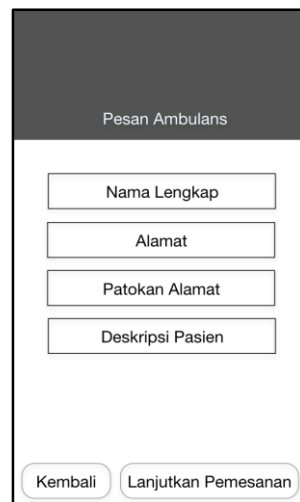 Pesan Ambulans
Nama Lengkap
Alamat
Patokan Alamat
Deskripsi Pasien
Kembali
Lanjutkan Pemesanan